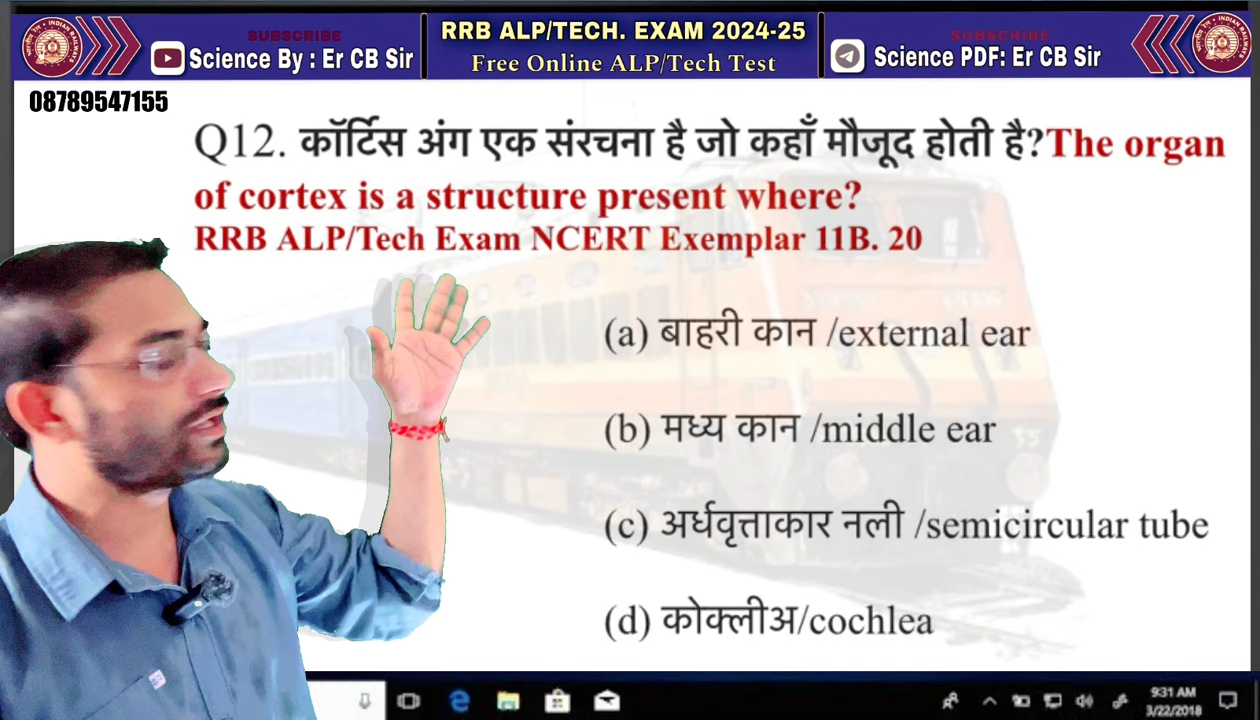 SUBSCRIBE
Science By : Er CB Sir
RRB ALP/TECH. EXAM 2024-25
Free Online ALP/Tech Test
SUBSCRIBE
Science PDF: Er CB Sir
08789547155
Q12. कॉर्टिस अंग एक संरचना है जो कहाँ मौजूद होती है?The organ
of cortex is a structure present where?
RRB ALP/Tech Exam NCERT Exemplar 11B. 20
(a) बाहरी कान /external ear
(b) मध्य कान /middle ear
(c) अर्धवृत्ताकार नली /semicircular tube
(d) कोक्लीअ/cochlea
9:31 AM
3/22/2018